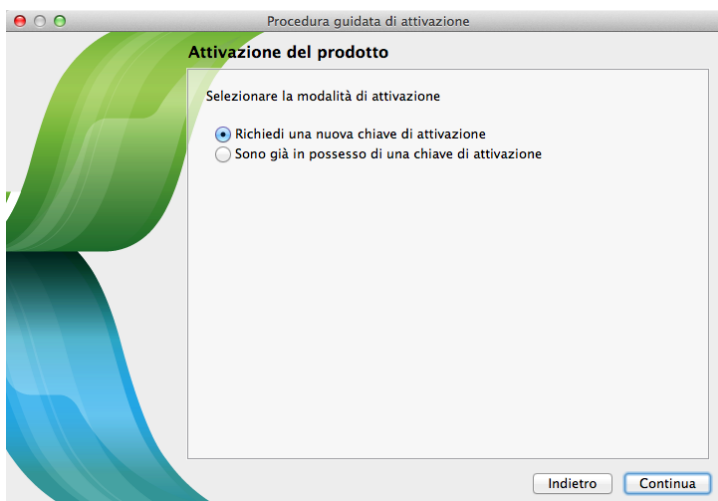 Procedura guidata di attivazione
Attivazione del prodotto
Selezionare la modalità di attivazione
Richiedi una nuova chiave di attivazione
Sono già in possesso di una chiave di attivazione
Indietro Continua